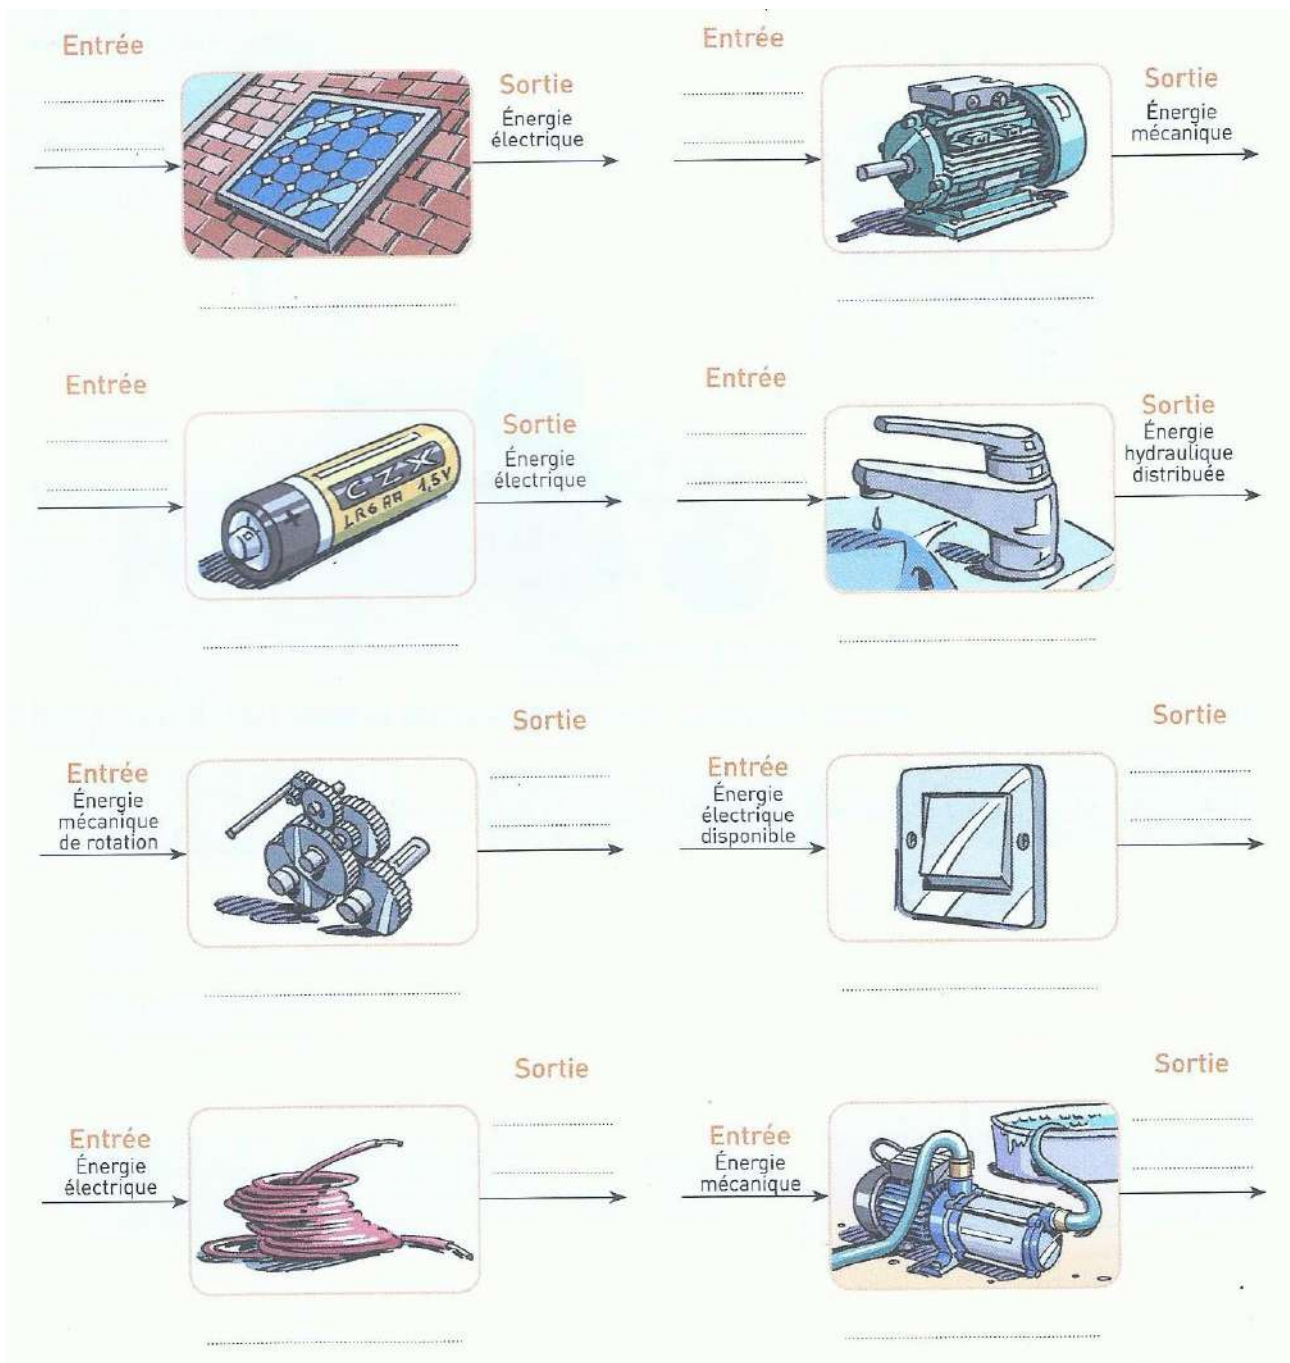 Entrée
Sortie
Énergie
électrique
Entrée
Sortie
Énergie
mécanique
Entrée
CZX
LR6 AA 1,5V
+
Sortie
Énergie
électrique
Entrée
Sortie
Énergie
hydraulique
distribuée
Entrée
Énergie
mécanique
de rotation
Sortie
Entrée
Énergie
électrique
disponible
Sortie
Entrée
Énergie
électrique
Sortie
Entrée
Énergie
mécanique
Sortie